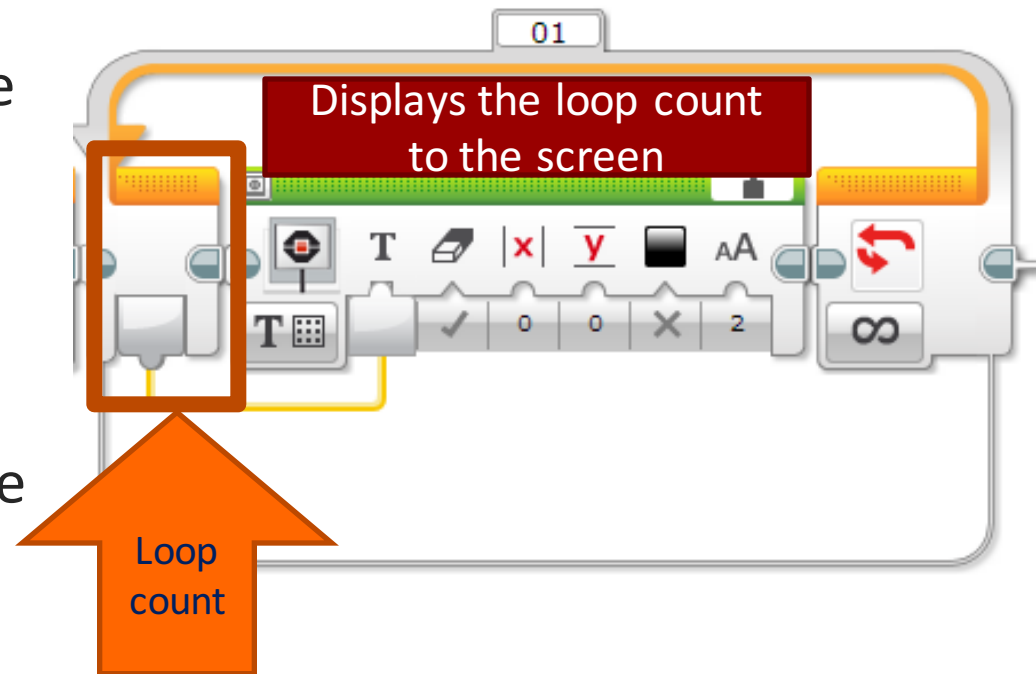 01
e
Displays the loop count
to the screen
T
x
y
AA
T
0
0
2
∞
e
Loop
count